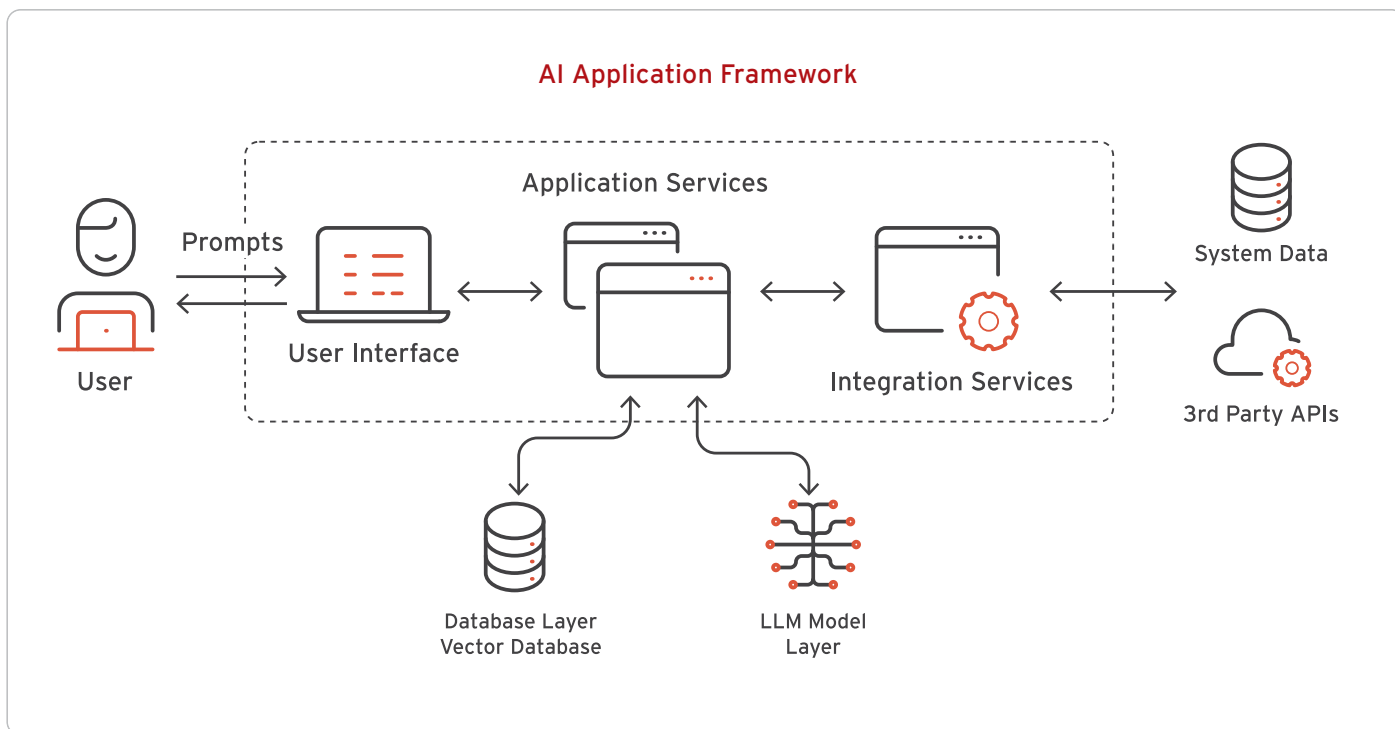 AI Application Framework
Application Services
Prompts
User Interface
User
Integration Services
System Data
3rd Party APIs
Database Layer
Vector Database
LLM Model
Layer